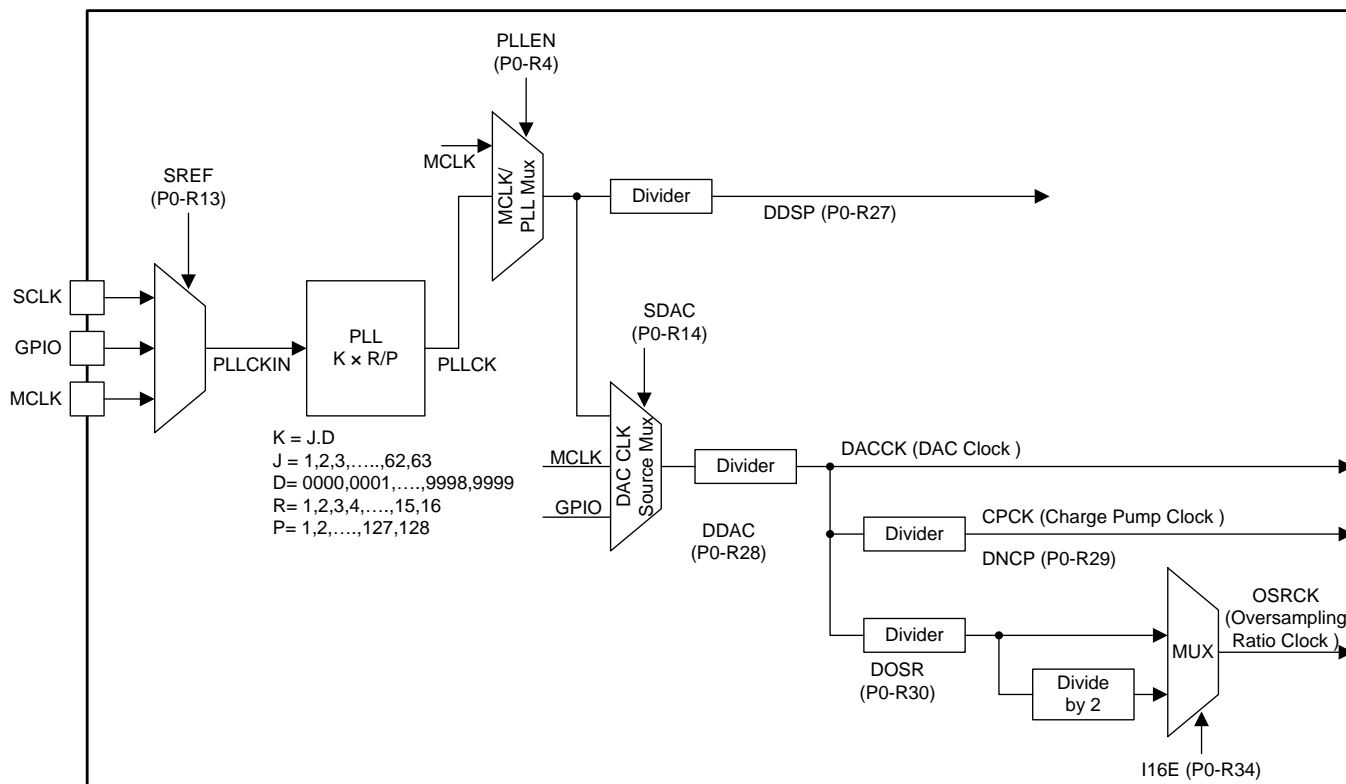 PLLEN
(P0-R4)
MCLK
MCLK/
PLL Mux
SREF
(P0-R13)
Divider
DDSP (P0-R27)
SCLK
GPIO
MCLK
PLLCKIN
PLL
K × R/P
PLLCK
SDAC
(P0-R14)
K = J.D
J = 1,2,3,.....,62,63
D= 0000,0001,....,9998,9999
R= 1,2,3,4,....,15,16
P= 1,2,....,127,128
MCLK
GPIO
DAC CLK
Source Mux
Divider
DDAC
(P0-R28)
DACCK (DAC Clock )
CPCK (Charge Pump Clock )
Divider
DNCP (P0-R29)
OSRCK
(Oversampling
Ratio Clock )
Divider
DOSR
(P0-R30)
MUX
Divide
by 2
I16E (P0-R34)